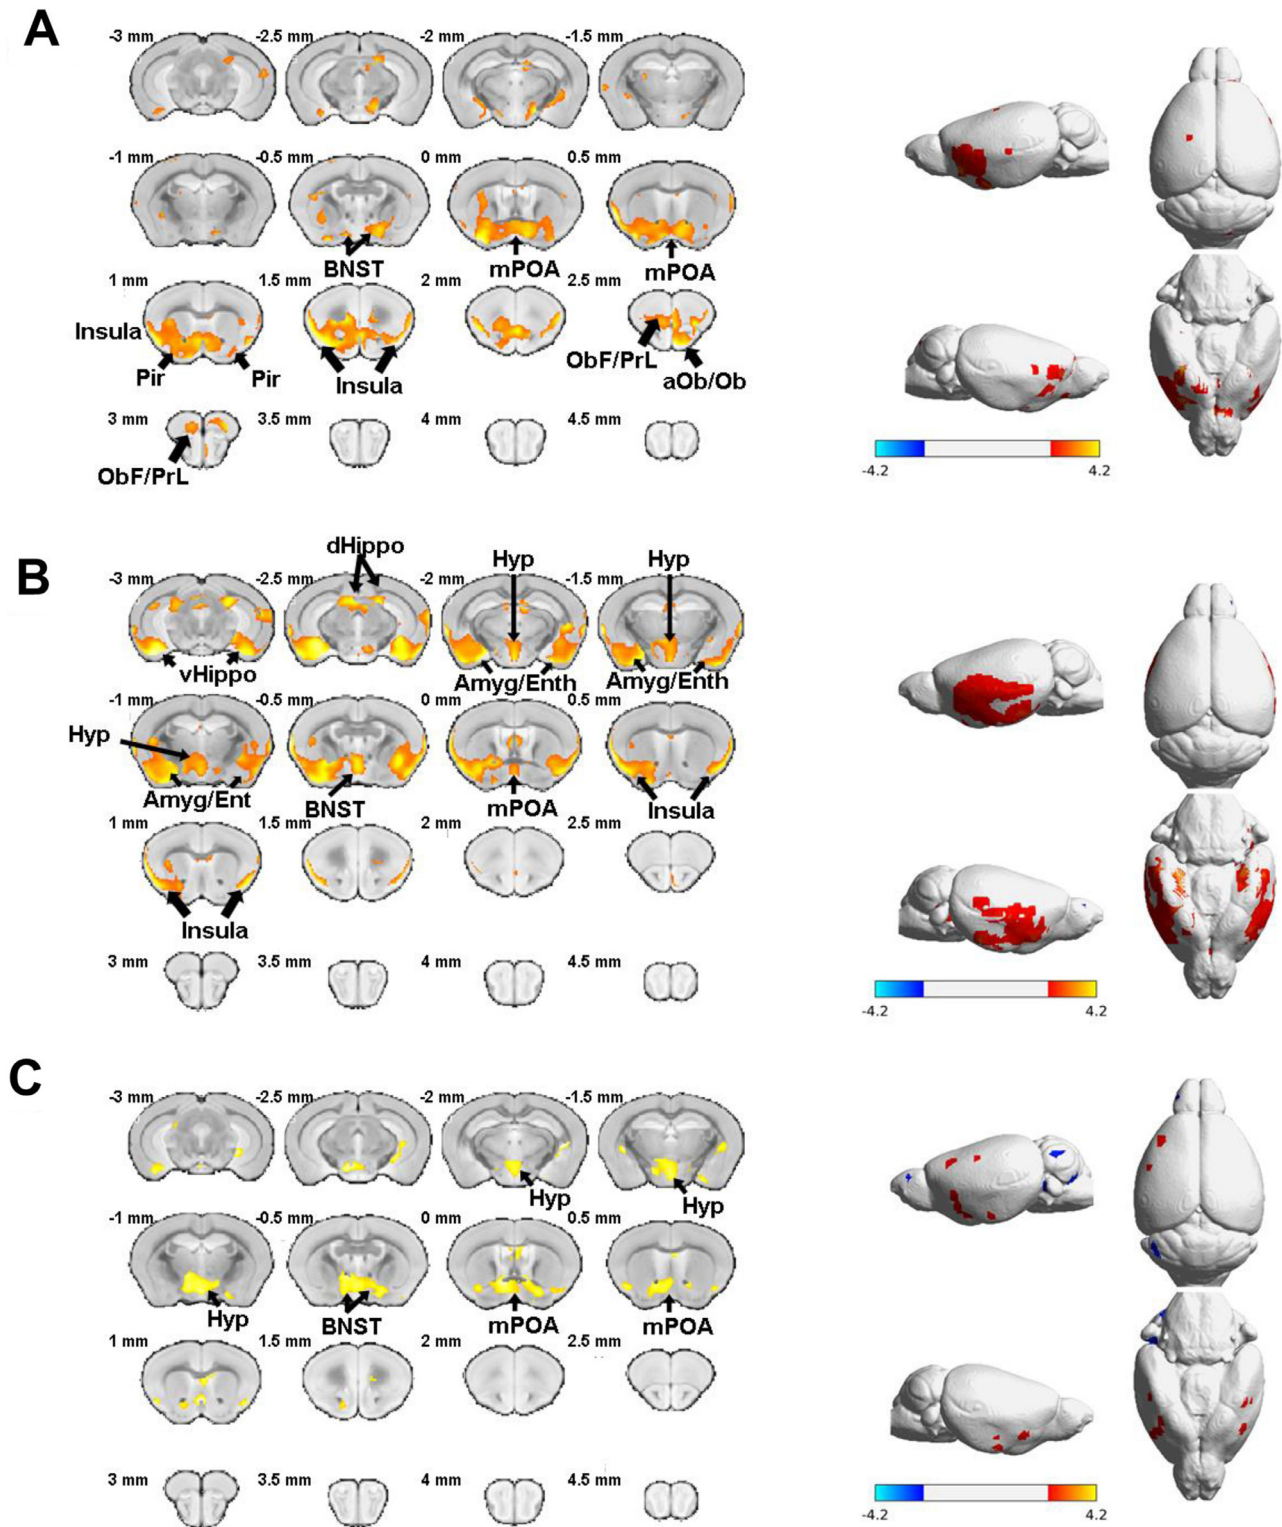 A
-3 mm -2.5 mm -2 mm -1.5 mm
-1 mm -0.5 mm 0 mm 0.5 mm
BNST mPOA mPOA
1 mm 1.5 mm 2 mm 2.5 mm
Insula
Pir Pir Insula ObF/PrL
aOb/Ob
3 mm 3.5 mm 4 mm 4.5 mm
ObF/PrL
-4.2 4.2
B
dHippo Hyp Hyp
-3 mm -2.5 mm -2 mm -1.5 mm
vHippo Amyg/Enth Amyg/Enth
-1 mm -0.5 mm 0 mm 0.5 mm
Hyp
Amyg/Ent BNST mPOA Insula
1 mm 1.5 mm 2 mm 2.5 mm
Insula
3 mm 3.5 mm 4 mm 4.5 mm
-4.2 4.2
C
-3 mm -2.5 mm -2 mm -1.5 mm
Hyp Hyp
-1 mm -0.5 mm 0 mm 0.5 mm
Hyp BNST mPOA mPOA
1 mm 1.5 mm 2 mm 2.5 mm
3 mm 3.5 mm 4 mm 4.5 mm
-4.2 4.2